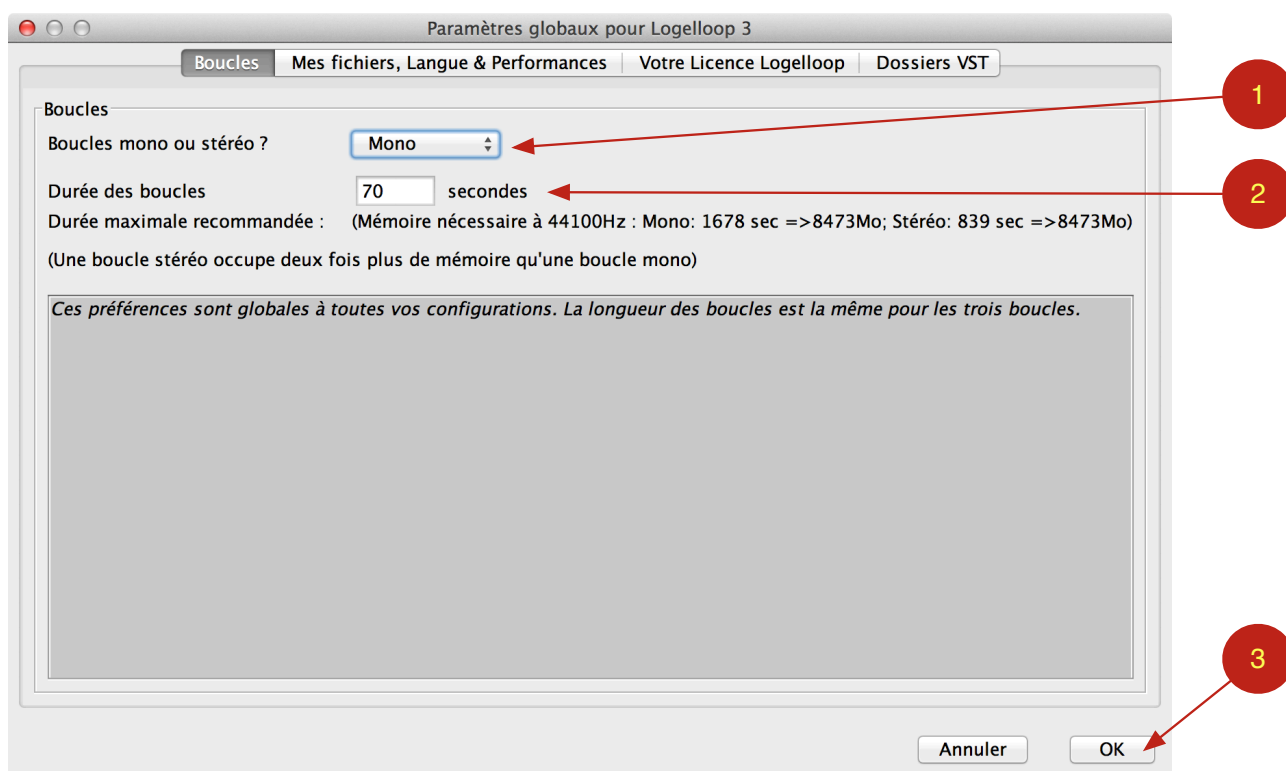 Paramètres globaux pour Logelloop 3
Boucles Mes fichiers, Langue & Performances Votre Licence Logelloop Dossiers VST
Boucles
1
Boucles mono ou stéréo ? Mono
Durée des boucles 70 secondes
2
Durée maximale recommandée : (Mémoire nécessaire à 44100Hz : Mono: 1678 sec =>8473Mo; Stéréo: 839 sec =>8473Mo)
(Une boucle stéréo occupe deux fois plus de mémoire qu'une boucle mono)
Ces préférences sont globales à toutes vos configurations. La longueur des boucles est la même pour les trois boucles.
3
Annuler OK